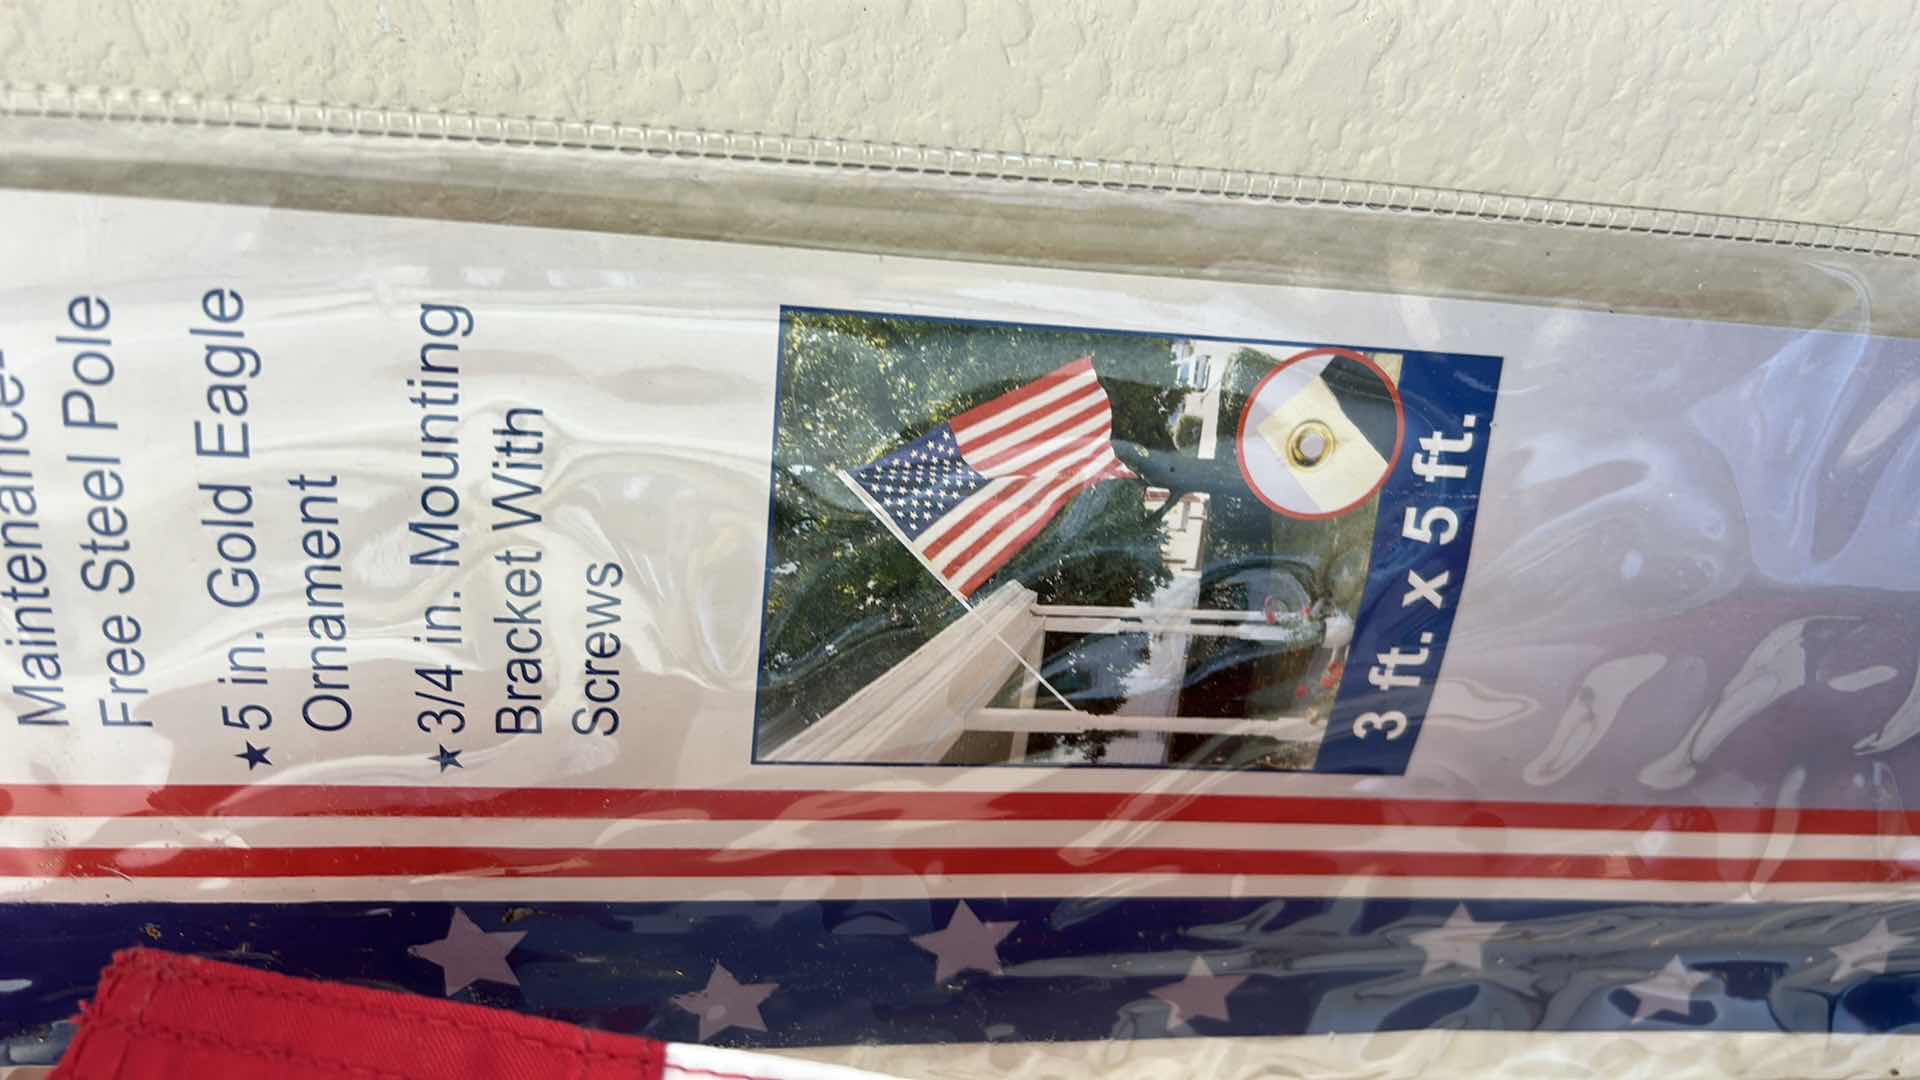 Maintenance-
Free Steel Pole
★5 in. Gold Eagle
Ornament
★3/4 in. Mounting
Bracket With
Screws
3 ft. x 5 ft.